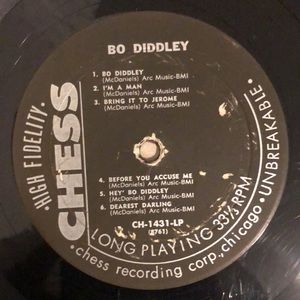 BO DIDDLEY
1. BO DIDDLEY
(McDaniels) Arc Music-BMI
2. I'M A MAN
(McDaniels) Arc Music-BMI
3. BRING IT TO JEROME
(McDaniels) Arc Music-BMI
4. BEFORE YOU ACCUSE ME
(McDaniels) Arc Music-BMI
5. HEY' BO DIDDLEY
(McDaniels) Arc Music-BMI
6. DEAREST DARLING
(McDaniels) Arc Music-BMI
CH-1431-LP
(8761)
• HIGH FIDELITY •
CHESS
LONG PLAYING 33⅓ RPM
• UNBREAKABLE •
chess recording corp., chicago